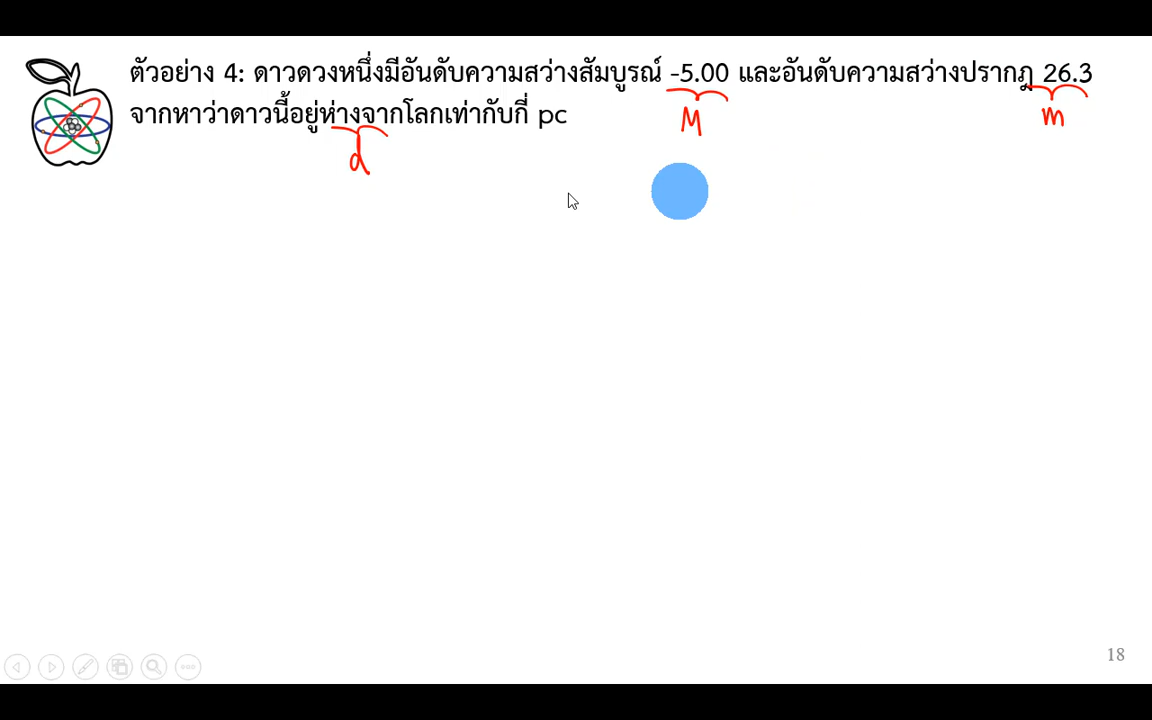 ตัวอย่าง 4: ดาวดวงหนึ่งมีอันดับความสว่างสัมบูรณ์ -5.00 และอันดับความสว่างปรากฏ 26.3
จากหาว่าดาวนี้อยู่ห่างจากโลกเท่ากับกี่ pc
M
m
d
18